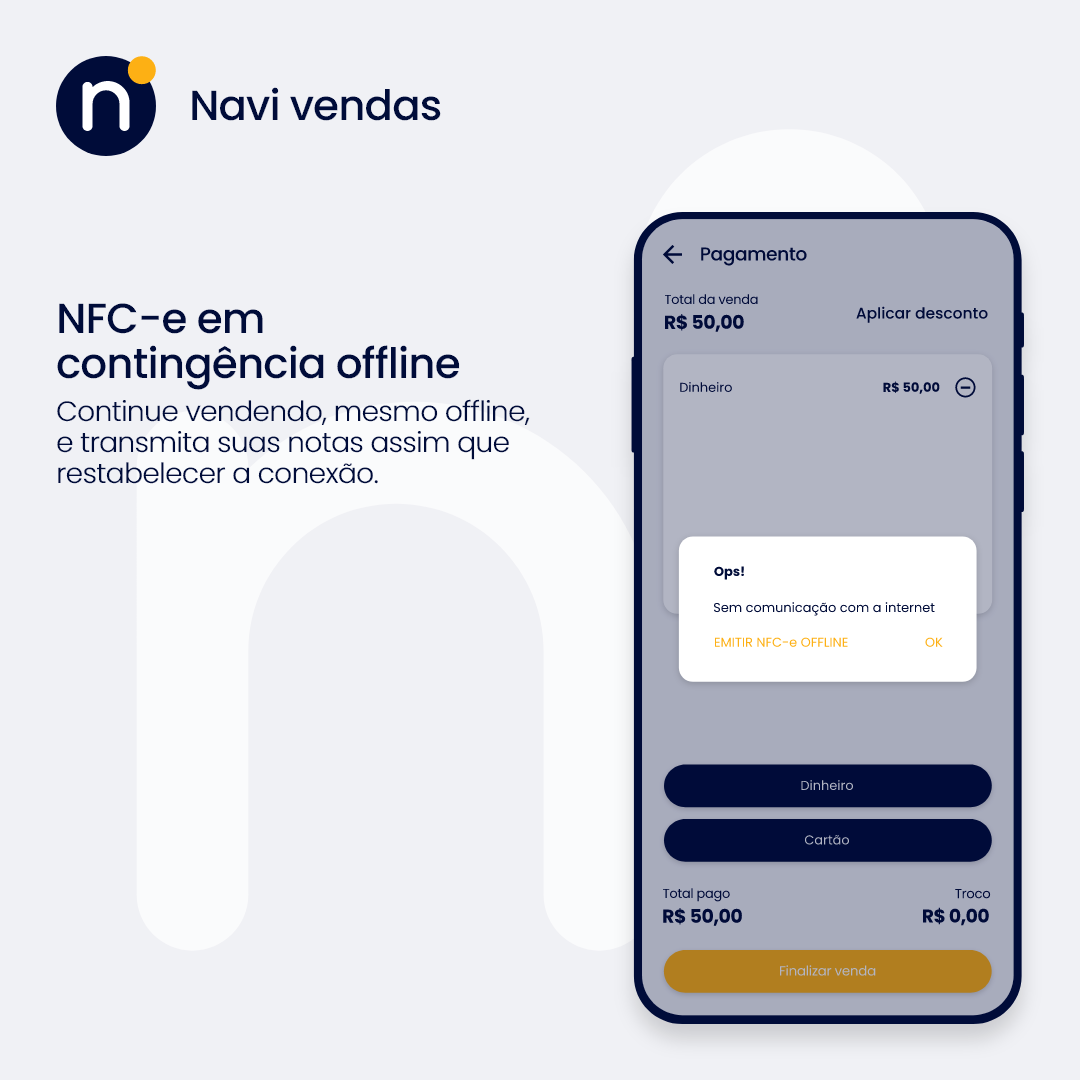 n
Navi vendas
NFC-e em
contingência offline
Continue vendendo, mesmo offline,
e transmita suas notas assim que
restabelecer a conexão.
Pagamento
Total da venda
R$ 50,00
Aplicar desconto
Dinheiro R$ 50,00
Ops!
Sem comunicação com a internet
EMITIR NFC-e OFFLINE OK
Dinheiro
Cartão
Total pago Troco
R$ 50,00 R$ 0,00
Finalizar venda